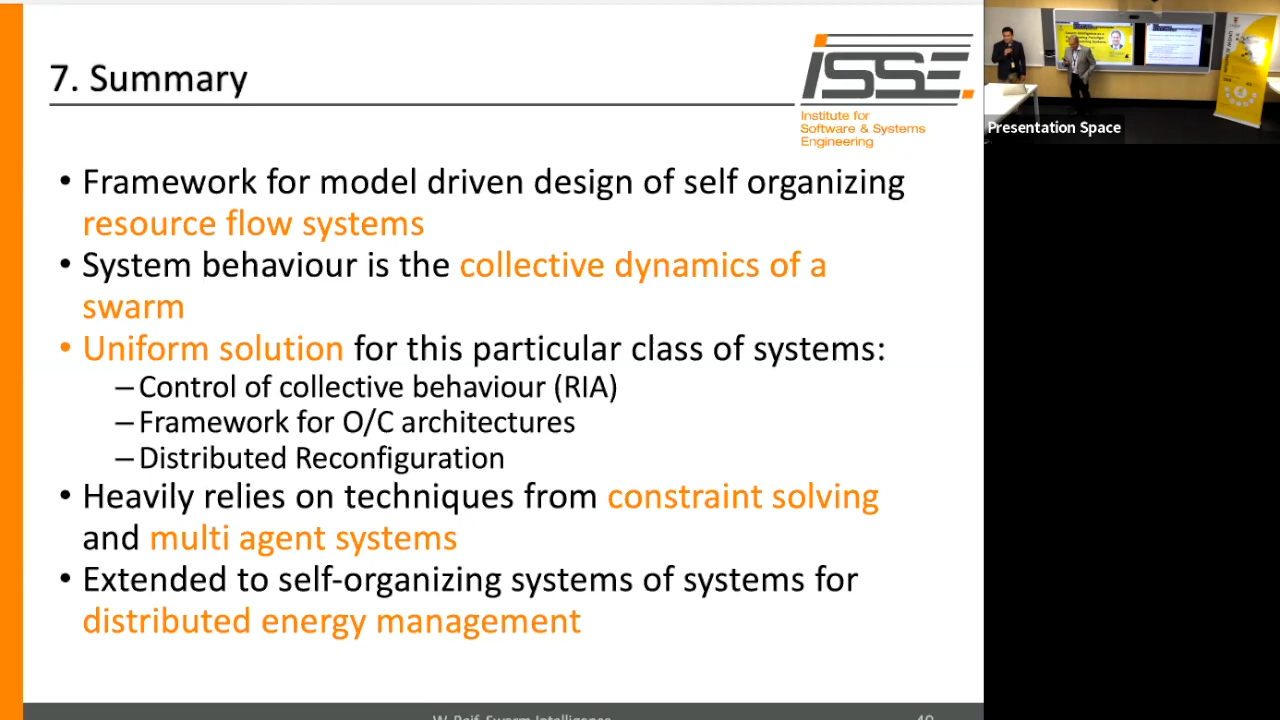 7. Summary
iSSE.
Institute for
Software & Systems
Engineering
• Framework for model driven design of self organizing
resource flow systems
• System behaviour is the collective dynamics of a
swarm
• Uniform solution for this particular class of systems:
– Control of collective behaviour (RIA)
– Framework for O/C architectures
– Distributed Reconfiguration
• Heavily relies on techniques from constraint solving
and multi agent systems
• Extended to self-organizing systems of systems for
distributed energy management
W. Reif, Swarm Intelligence
40
Presentation Space